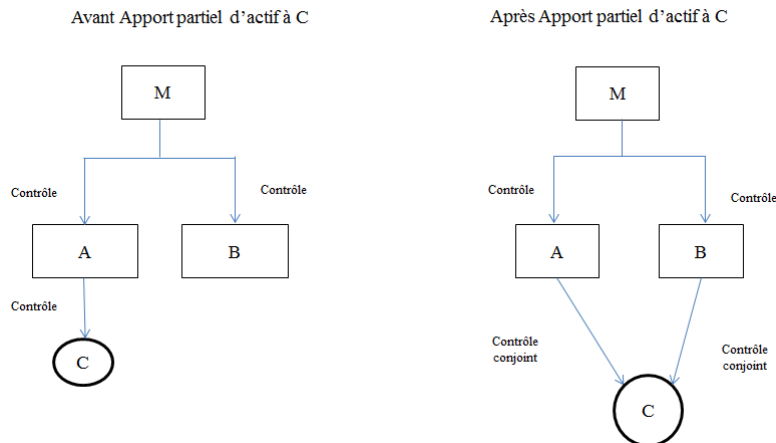 Avant Apport partiel d'actif à C
M
Contrôle
Contrôle
A
B
Contrôle
C
Après Apport partiel d'actif à C
M
Contrôle
Contrôle
A
B
Contrôle
conjoint
Contrôle
conjoint
C